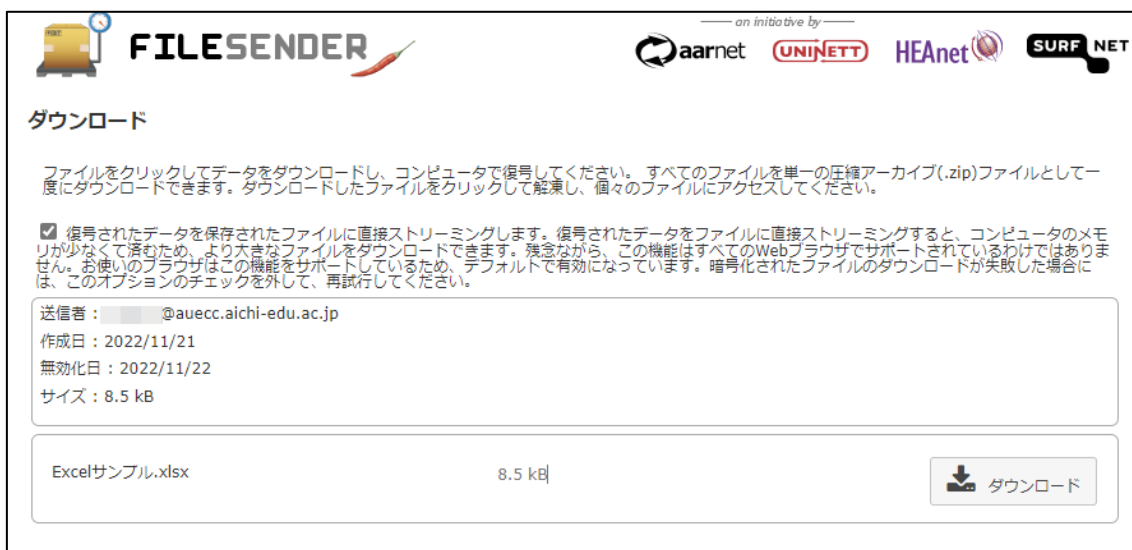 an initiative by
FILESENDER
aarnet
UNINETT
HEAnet
SURF NET
ダウンロード
ファイルをクリックしてデータをダウンロードし、コンピュータで復号してください。 すべてのファイルを単一の圧縮アーカイブ(.zip)ファイルとして一
度にダウンロードできます。ダウンロードしたファイルをクリックして解凍し、個々のファイルにアクセスしてください。
復号されたデータを保存されたファイルに直接ストリーミングします。復号されたデータをファイルに直接ストリーミングすると、コンピュータのメモ
リが少なくて済むため、より大きなファイルをダウンロードできます。残念ながら、この機能はすべてのWebブラウザでサポートされているわけではありま
せん。お使いのブラウザはこの機能をサポートしているため、デフォルトで有効になっています。暗号化されたファイルのダウンロードが失敗した場合に
は、このオプションのチェックを外して、再試行してください。
送信者 : @auecc.aichi-edu.ac.jp
作成日 : 2022/11/21
無効化日 : 2022/11/22
サイズ : 8.5 kB
Excelサンプル.xlsx 8.5 kB ダウンロード